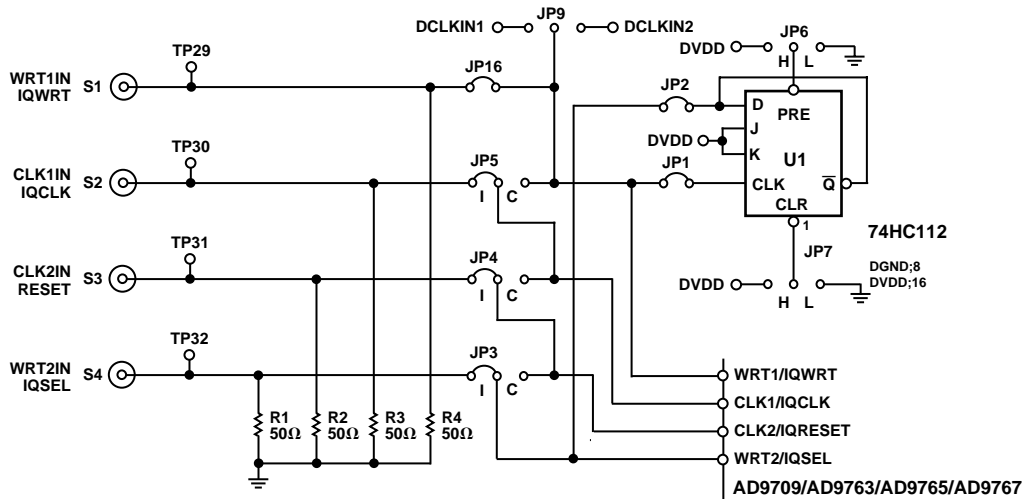 DCLKIN1
JP9
DCLKIN2
TP29
WRT1IN
IQWRT
S1
JP16
DVDD
JP6
H
L
JP2
D
PRE
J
DVDD
K
U1
TP30
CLK1IN
IQCLK
S2
JP5
I
C
JP1
CLK
Q
CLR
1
74HC112
TP31
CLK2IN
RESET
S3
JP4
I
C
JP7
DVDD
H
L
DGND;8
DVDD;16
TP32
WRT2IN
IQSEL
S4
JP3
I
C
R1
50Ω
R2
50Ω
R3
50Ω
R4
50Ω
WRT1/IQWRT
CLK1/IQCLK
CLK2/IQRESET
WRT2/IQSEL
AD9709/AD9763/AD9765/AD9767